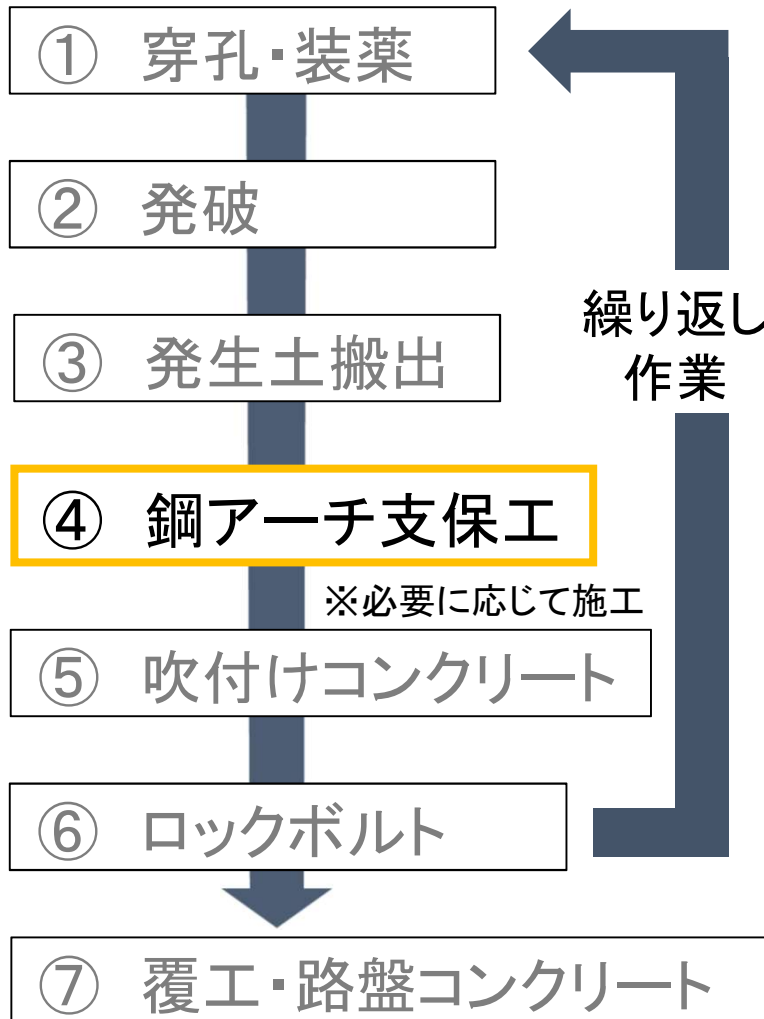 ① 穿孔・装薬
② 発破
③ 発生土搬出
繰り返し
作業
④ 鋼アーチ支保工
※必要に応じて施工
⑤ 吹付けコンクリート
⑥ ロックボルト
⑦ 覆工・路盤コンクリート